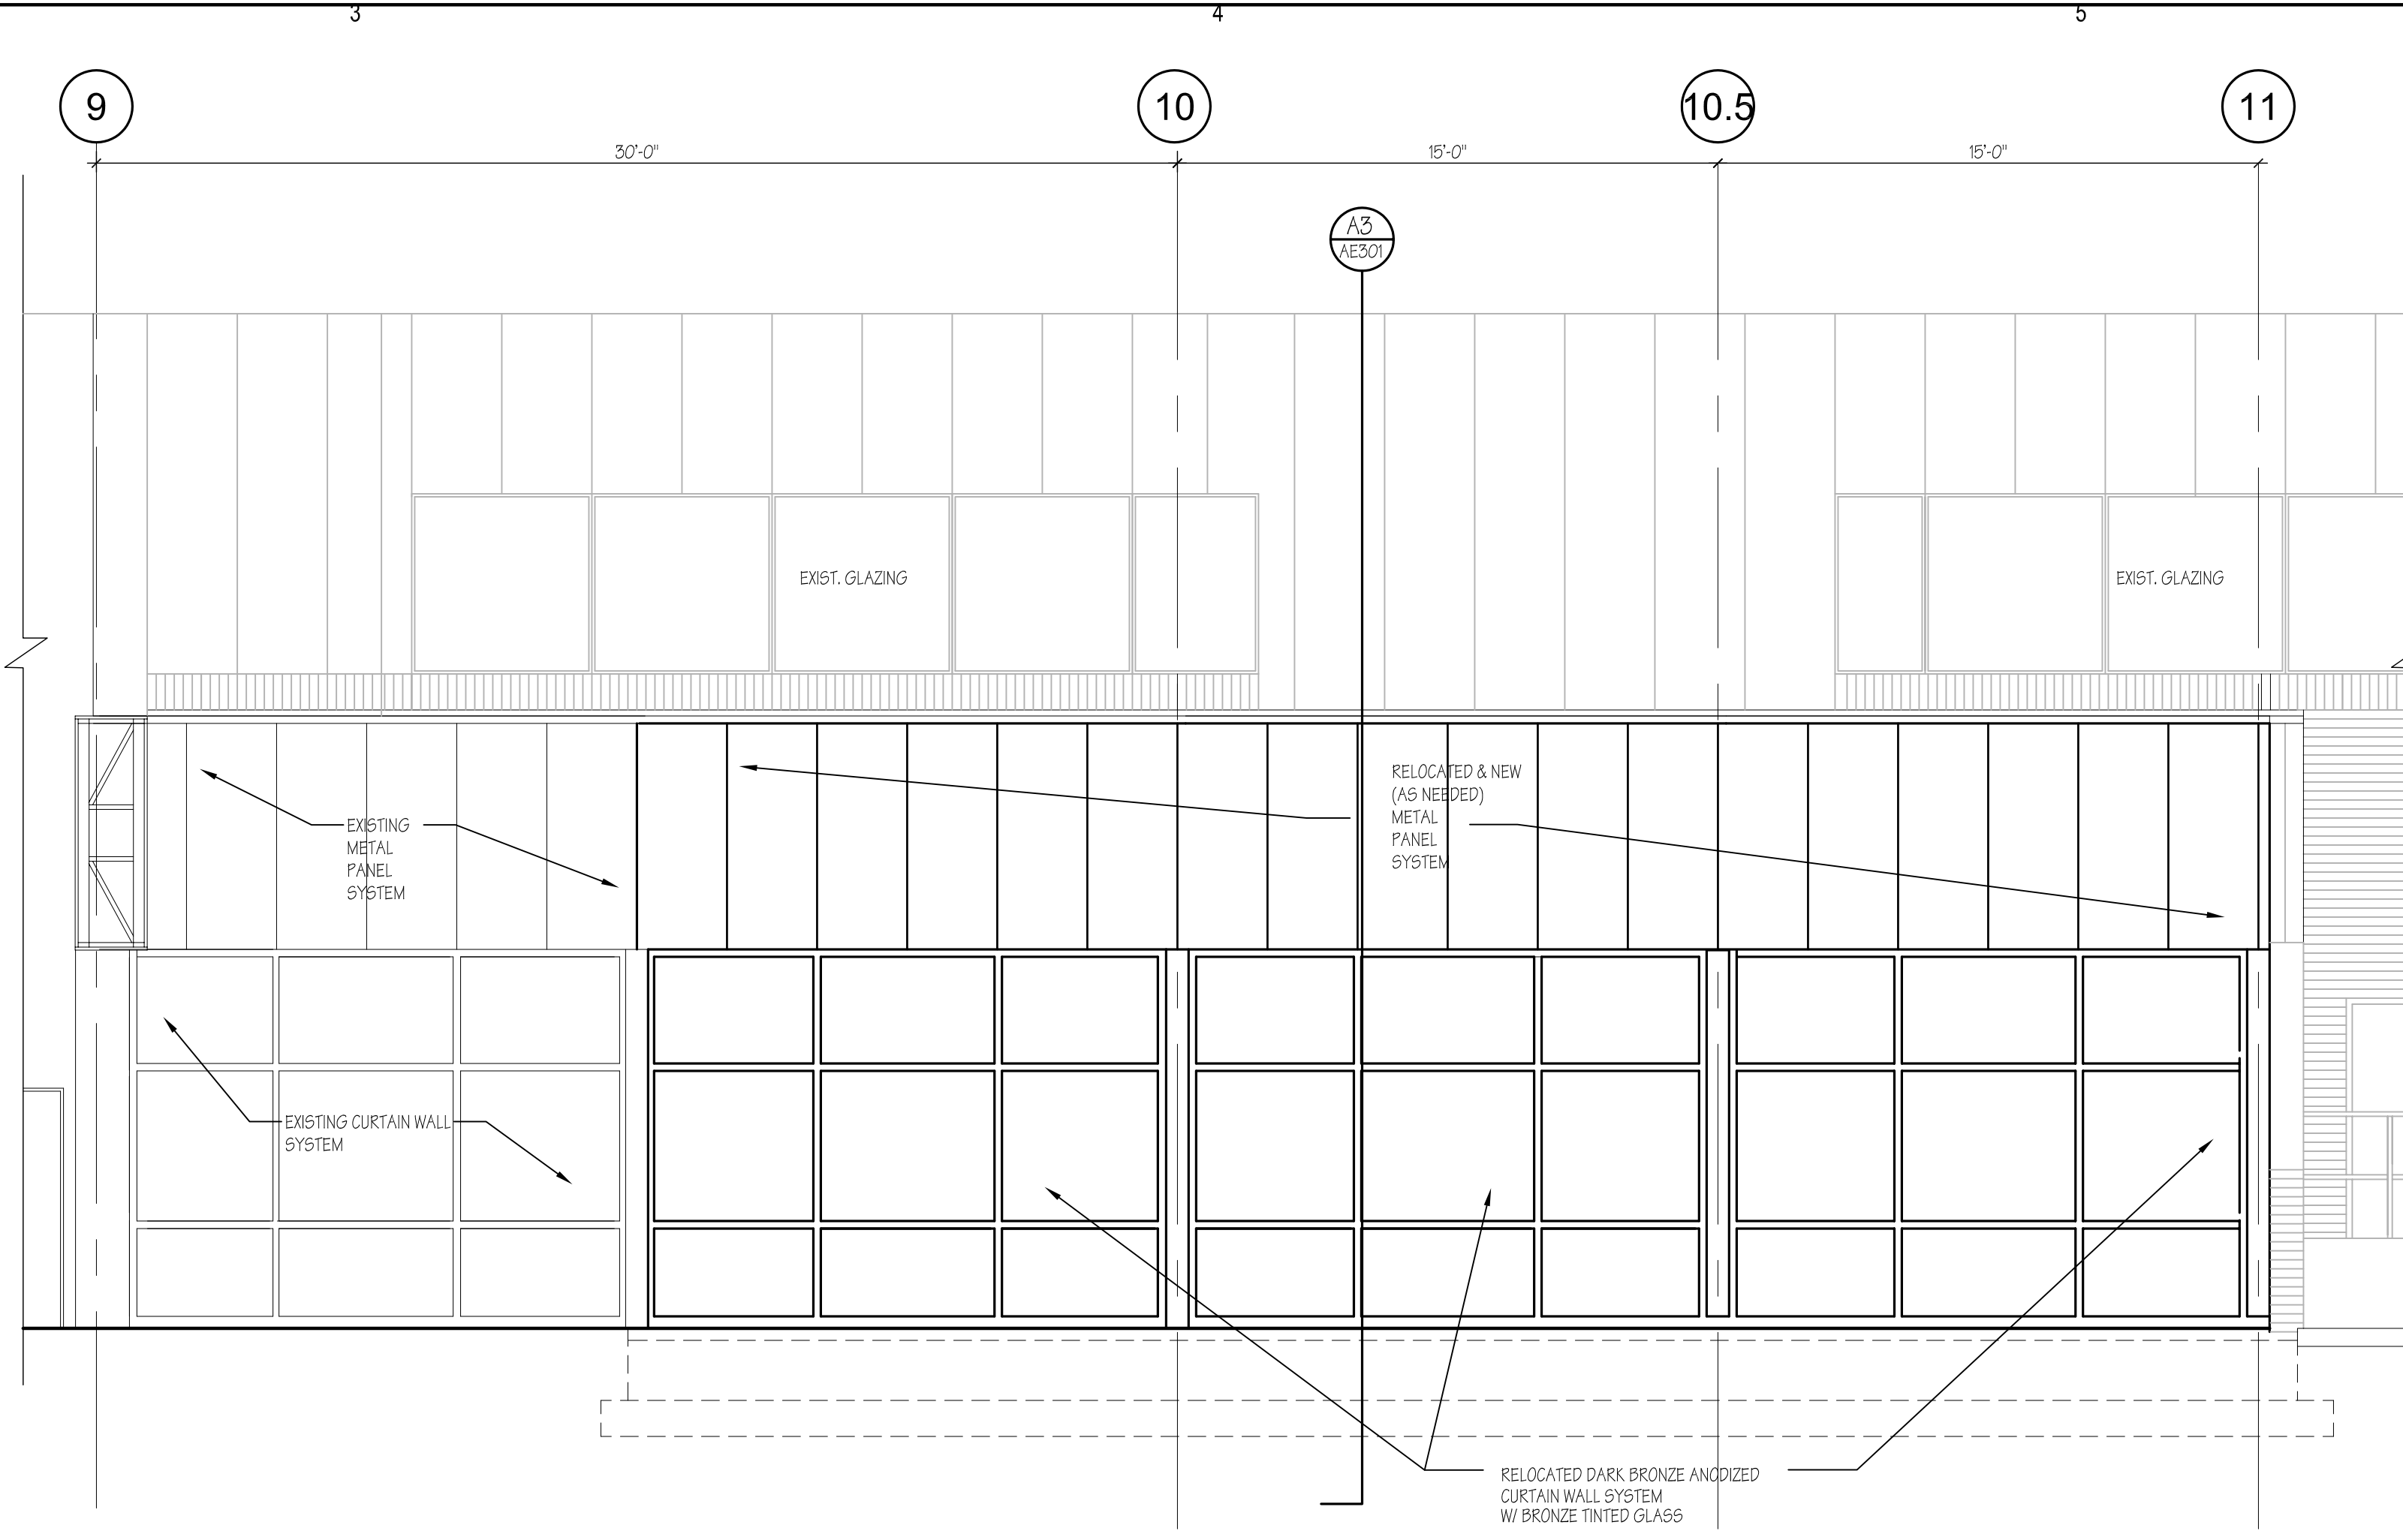 3
4
5
9
10
10.5
11
30'-0"
15'-0"
15'-0"
A3
AE301
EXIST. GLAZING
EXIST. GLAZING
RELOCATED & NEW
(AS NEEDED)
METAL
PANEL
SYSTEM
EXISTING
METAL
PANEL
SYSTEM
EXISTING CURTAIN WALL
SYSTEM
RELOCATED DARK BRONZE ANODIZED
CURTAIN WALL SYSTEM
W/ BRONZE TINTED GLASS